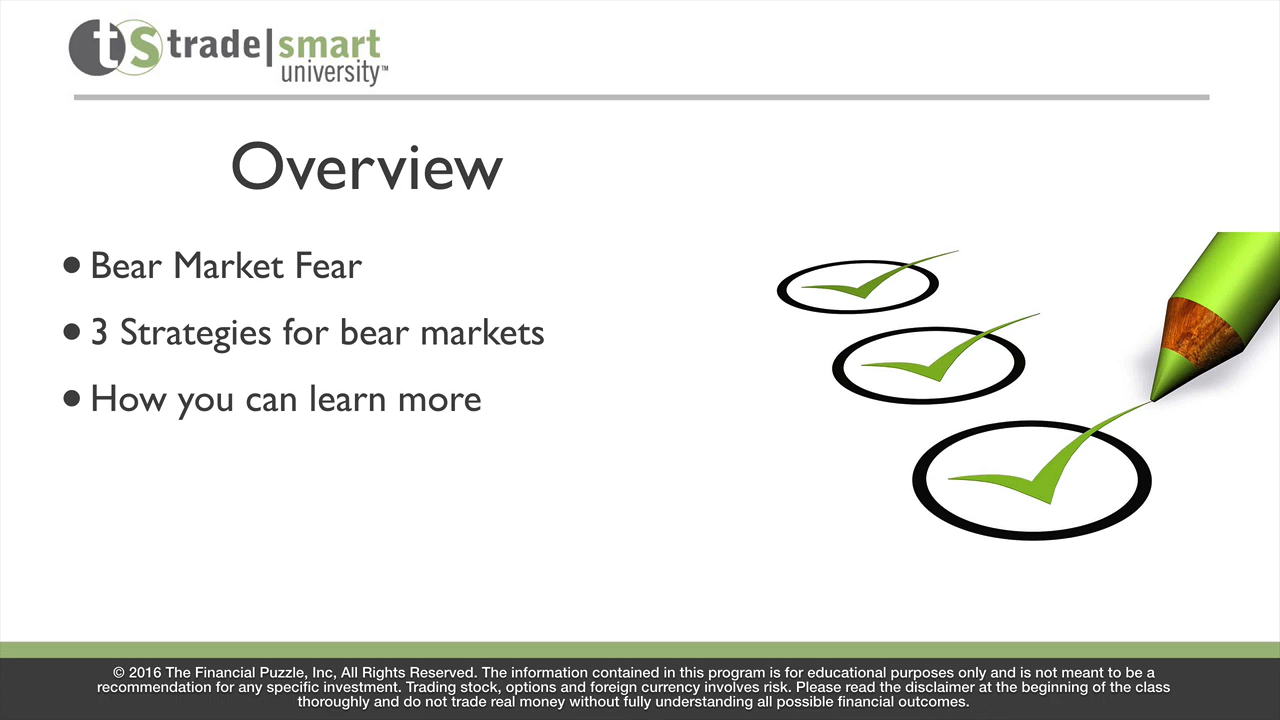 ts trade|smart
university™
Overview
• Bear Market Fear
• 3 Strategies for bear markets
• How you can learn more
© 2016 The Financial Puzzle, Inc, All Rights Reserved. The information contained in this program is for educational purposes only and is not meant to be a
recommendation for any specific investment. Trading stock, options and foreign currency involves risk. Please read the disclaimer at the beginning of the class
thoroughly and do not trade real money without fully understanding all possible financial outcomes.